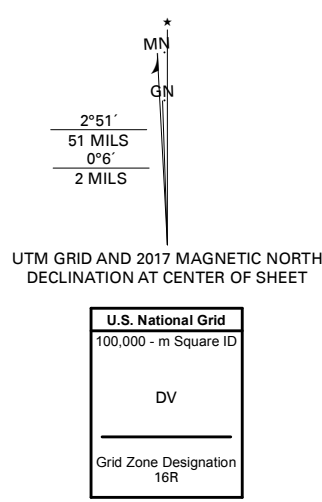 MN
GN
2°51´
51 MILS
0°6´
2 MILS
UTM GRID AND 2017 MAGNETIC NORTH
DECLINATION AT CENTER OF SHEET
U.S. National Grid
100,000 - m Square ID
DV
Grid Zone Designation
16R